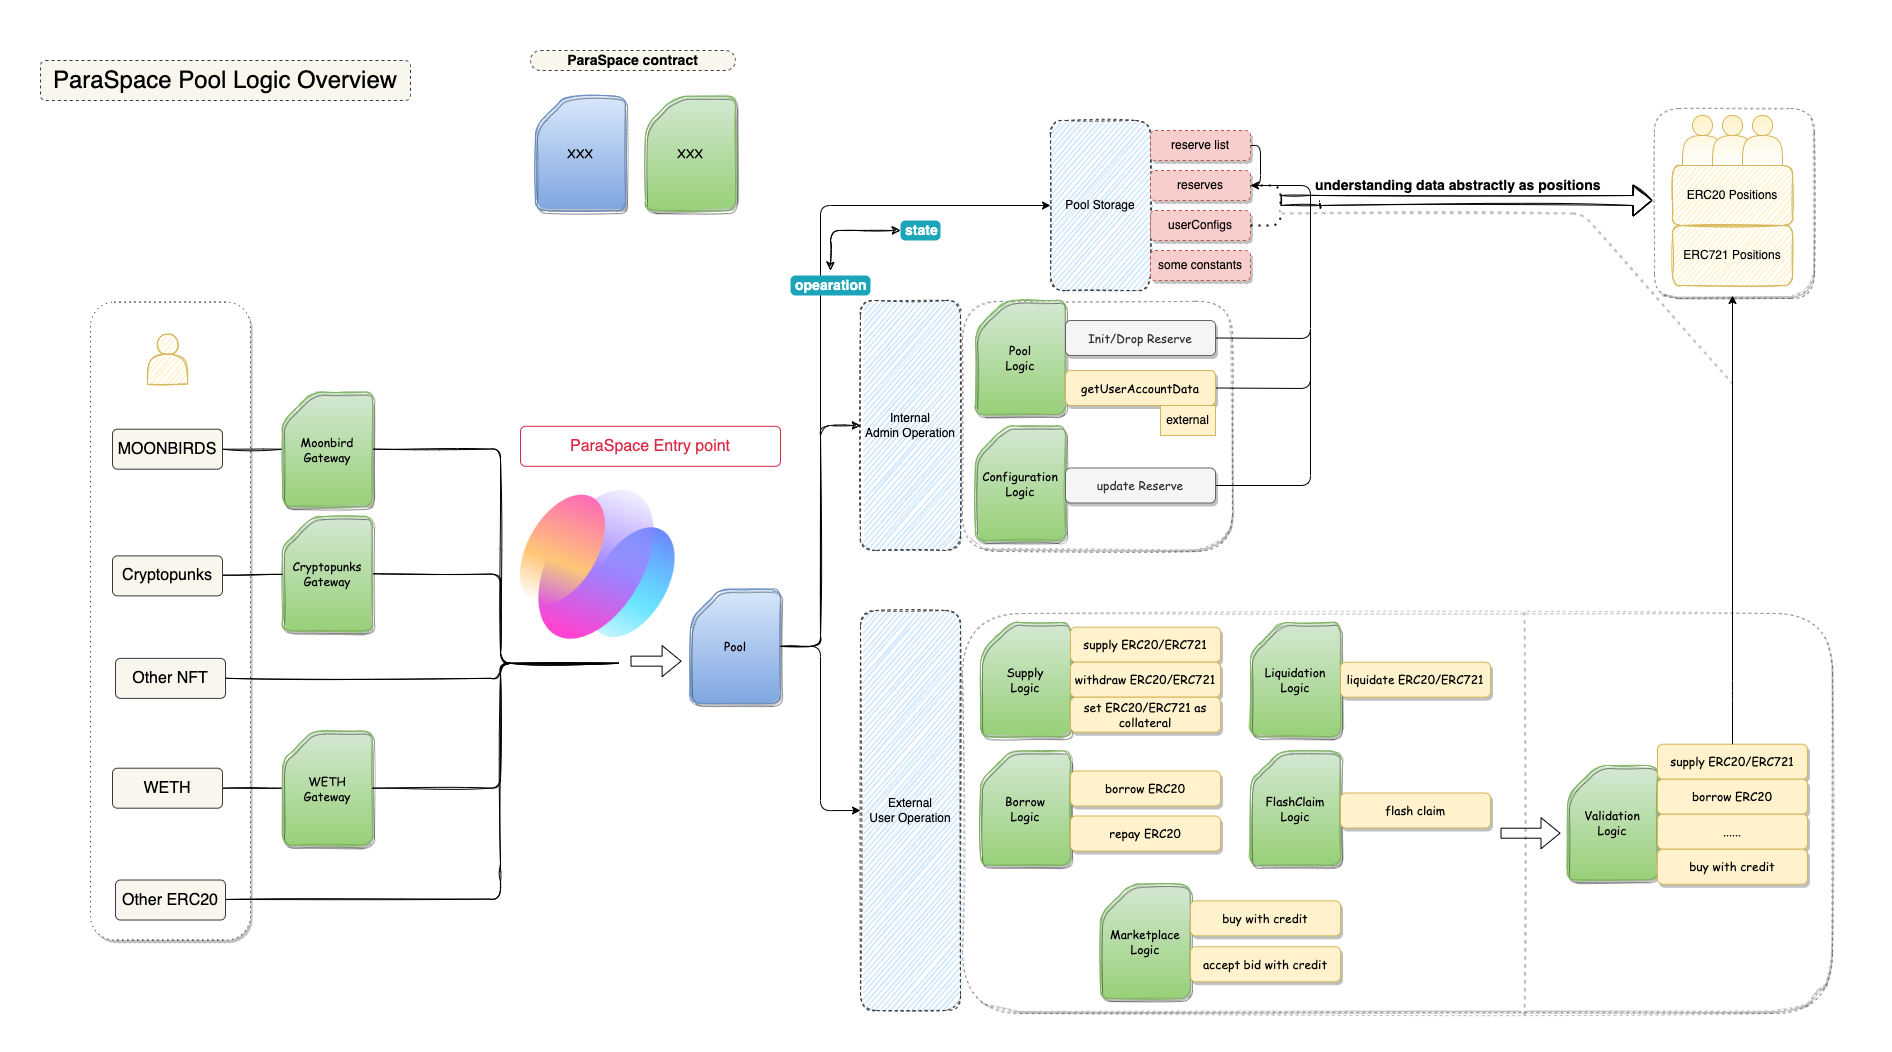 ParaSpace Pool Logic Overview
ParaSpace contract
XXX
XXX
Pool Storage
reserve list
reserves
userConfigs
some constants
understanding data abstractly as positions
ERC20 Positions
ERC721 Positions
state
opearation
MOONBIRDS
Cryptopunks
Other NFT
WETH
Other ERC20
Moonbird
Gateway
Cryptopunks
Gateway
WETH
Gateway
ParaSpace Entry point
Pool
Internal
Admin Operation
Pool
Logic
Init/Drop Reserve
getUserAccountData
external
Configuration
Logic
update Reserve
External
User Operation
Supply
Logic
supply ERC20/ERC721
withdraw ERC20/ERC721
set ERC20/ERC721 as
collateral
Liquidation
Logic
liquidate ERC20/ERC721
Borrow
Logic
borrow ERC20
repay ERC20
FlashClaim
Logic
flash claim
Marketplace
Logic
buy with credit
accept bid with credit
Validation
Logic
supply ERC20/ERC721
borrow ERC20
......
buy with credit